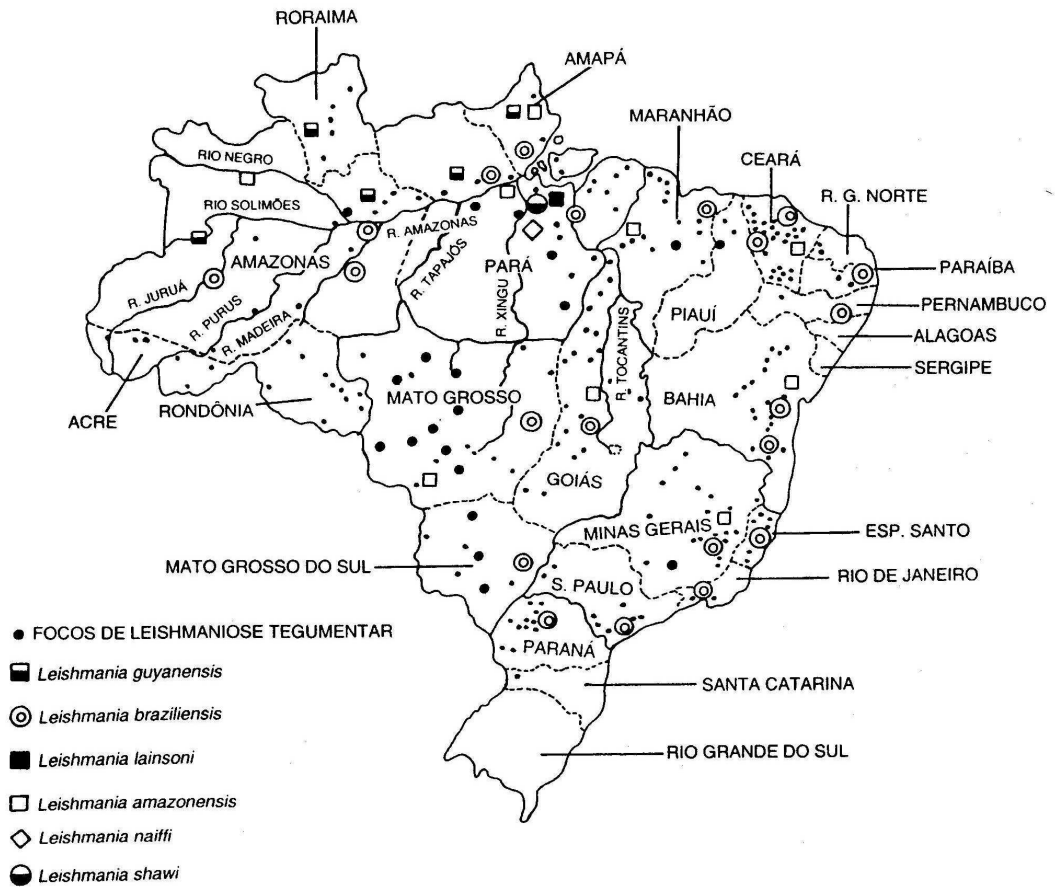 RORAIMA
AMAPÁ
MARANHÃO
CEARÁ
R. G. NORTE
RIO NEGRO
RIO SOLIMÕES
R. AMAZONAS
PARAÍBA
AMAZONAS
R. TAPAJÓS
PARÁ
R. JURUÁ
R. XINGU
PERNAMBUCO
R. PURUS
PIAUÍ
R. MADEIRA
R. TOCANTINS
ALAGOAS
SERGIPE
ACRE
RONDÔNIA
MATO GROSSO
BAHIA
GOIÁS
MINAS GERAIS
ESP. SANTO
MATO GROSSO DO SUL
RIO DE JANEIRO
S. PAULO
PARANÁ
SANTA CATARINA
RIO GRANDE DO SUL
FOCOS DE LEISHMANIOSE TEGUMENTAR
Leishmania guyanensis
Leishmania braziliensis
Leishmania lainsoni
Leishmania amazonensis
Leishmania naiffi
Leishmania shawi